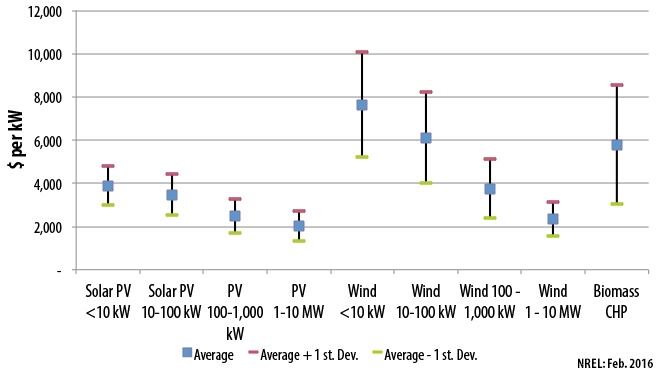 12,000
10,000
8,000
6,000
4,000
2,000
-
$ per kW
Solar PV
<10 kW
Solar PV
10-100 kW
PV
100-1,000
kW
PV
1-10 MW
Wind
<10 kW
Wind
10-100 kW
Wind 100 -
1,000 kW
Wind
1 - 10 MW
Biomass
CHP
Average
Average + 1 st. Dev.
Average - 1 st. Dev.
NREL: Feb. 2016